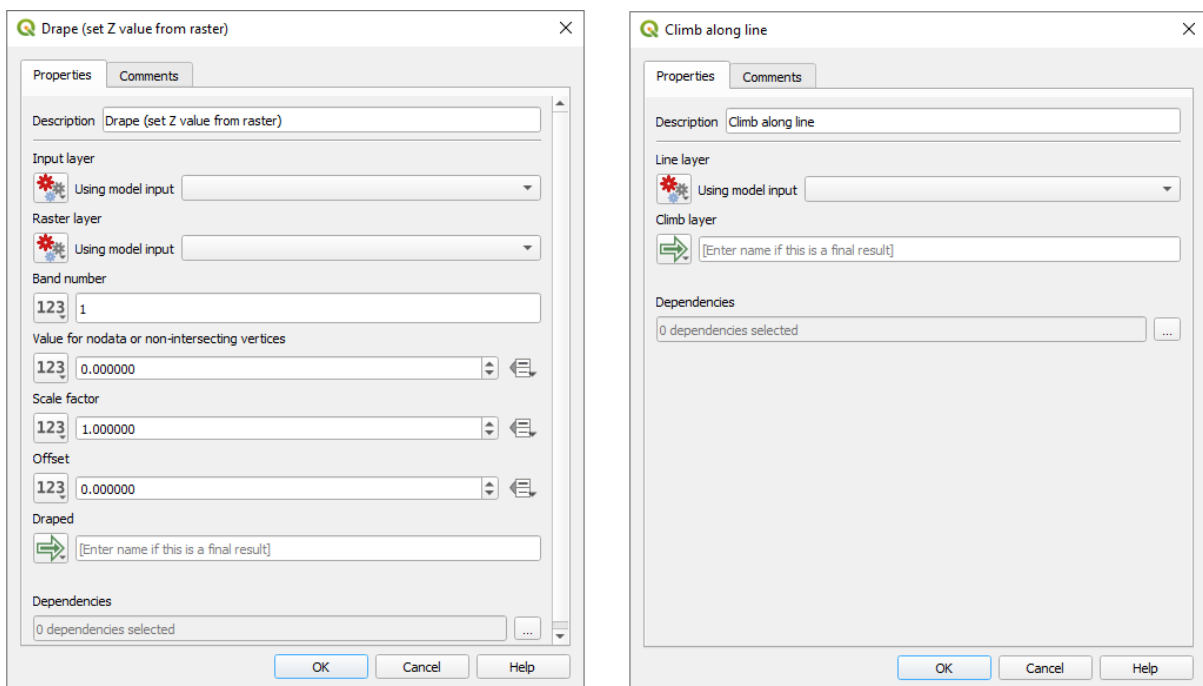 Drape (set Z value from raster)
Properties
Comments
Description Drape (set Z value from raster)
Input layer
Using model input
Raster layer
Using model input
Band number
123 1
Value for nodata or non-intersecting vertices
123 0.000000
Scale factor
123 1.000000
Offset
123 0.000000
Draped
[Enter name if this is a final result]
Dependencies
0 dependencies selected
...
OK
Cancel
Help
Climb along line
Properties
Comments
Description Climb along line
Line layer
Using model input
Climb layer
[Enter name if this is a final result]
Dependencies
0 dependencies selected
...
OK
Cancel
Help